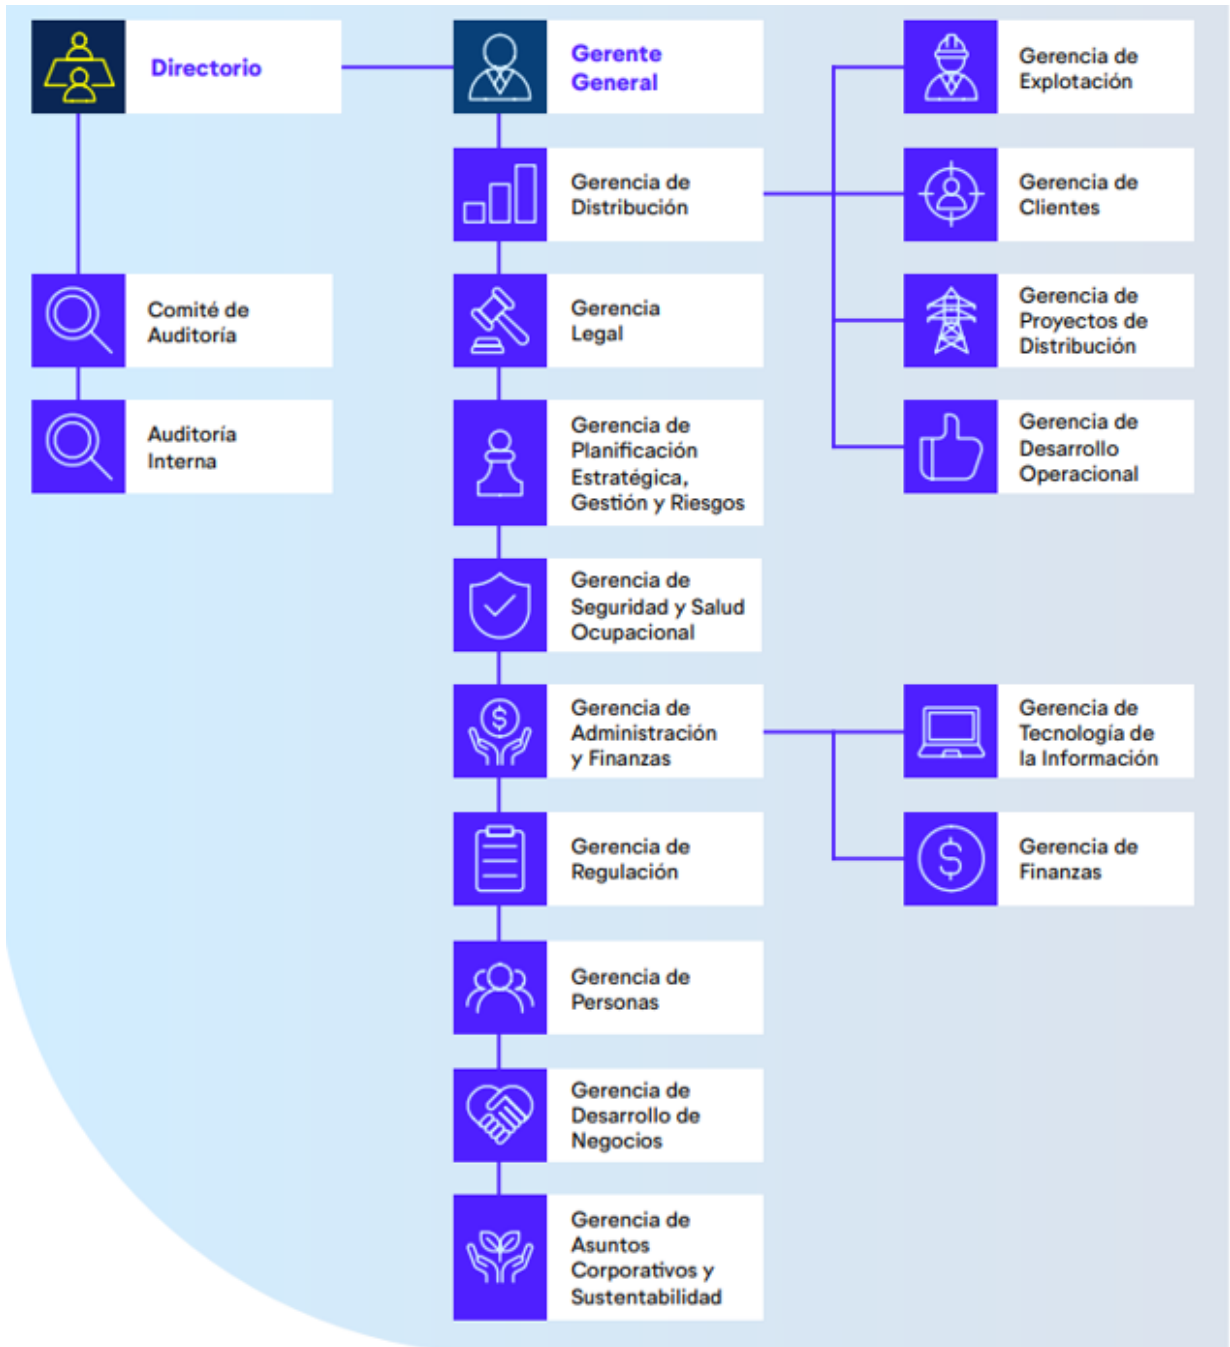 Directorio
Comité de
Auditoría
Auditoría
Interna
Gerente
General
Gerencia de
Distribución
Gerencia
Legal
Gerencia de
Planificación
Estratégica,
Gestión y Riesgos
Gerencia de
Seguridad y Salud
Ocupacional
Gerencia de
Administración
y Finanzas
Gerencia de
Regulación
Gerencia de
Personas
Gerencia de
Desarrollo de
Negocios
Gerencia de
Asuntos
Corporativos y
Sustentabilidad
Gerencia de
Explotación
Gerencia de
Clientes
Gerencia de
Proyectos de
Distribución
Gerencia de
Desarrollo
Operacional
Gerencia de
Tecnología de
la Información
Gerencia de
Finanzas